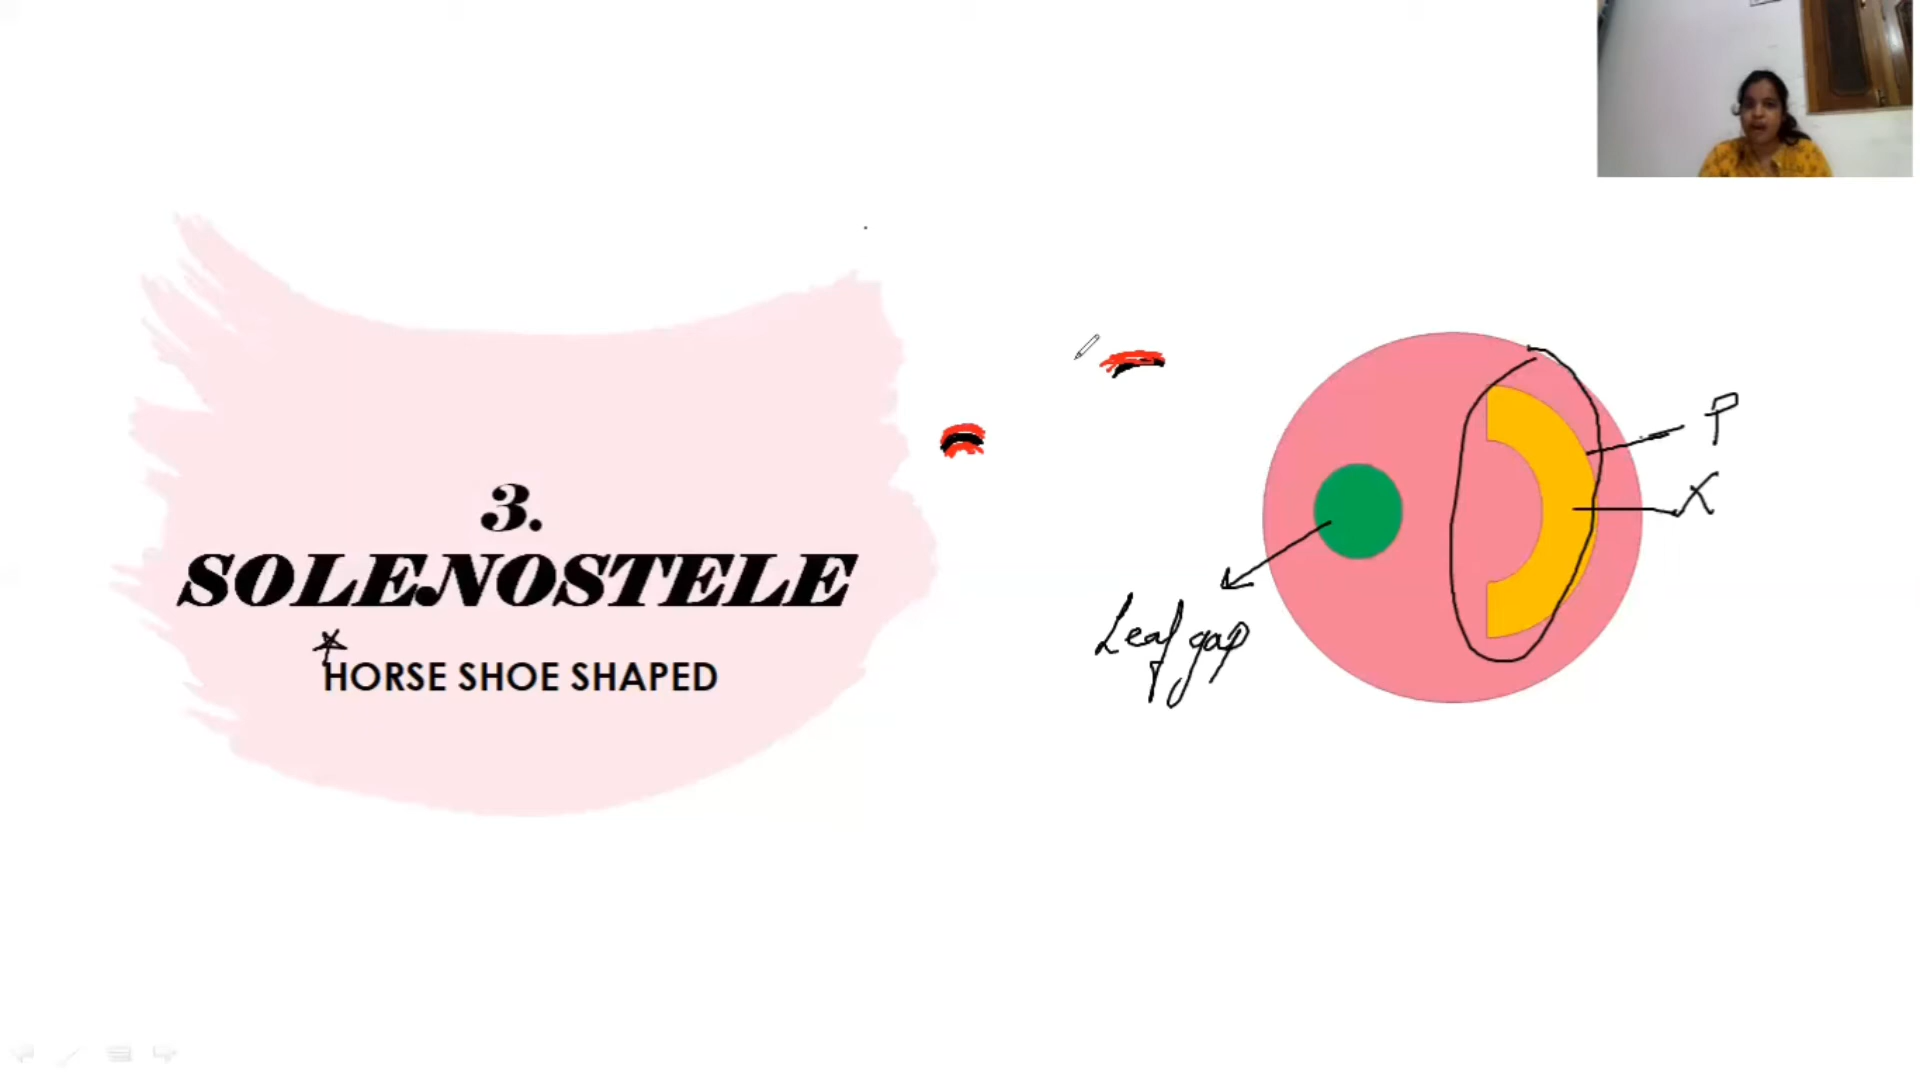 3.
SOLENOSTELE
HORSE SHOE SHAPED
P
X
Leaf gap